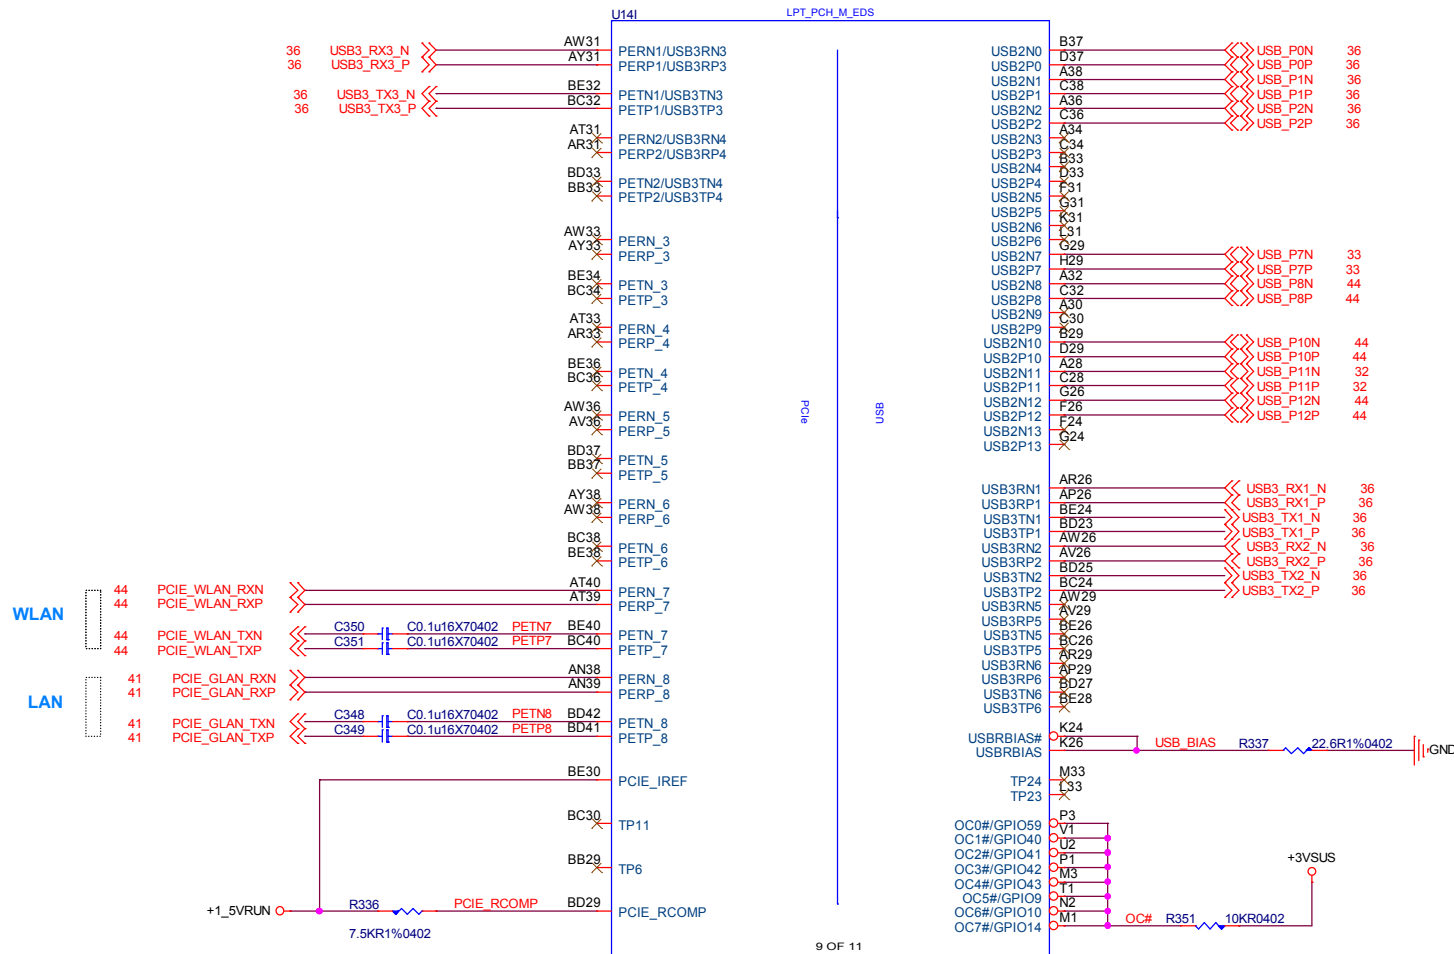 U14I LPT_PCH_M_EDS
36 USB3_RX3_N AW31 PERN1/USB3RN3
36 USB3_RX3_P AY31 PERP1/USB3RP3
36 USB3_TX3_N BE32 PETN1/USB3TN3
36 USB3_TX3_P BC32 PETP1/USB3TP3
AT31 PERN2/USB3RN4
AR31 PERP2/USB3RP4
BD33 PETN2/USB3TN4
BB33 PETP2/USB3TP4
AW33 PERN_3
AY33 PERP_3
BE34 PETN_3
BC34 PETP_3
AT33 PERN_4
AR33 PERP_4
BE36 PETN_4
BC36 PETP_4
AW36 PERN_5
AV36 PERP_5
BD37 PETN_5
BB37 PETP_5
AY38 PERN_6
AW38 PERP_6
BC38 PETN_6
BE38 PETP_6
WLAN
44 PCIE_WLAN_RXN AT40 PERN_7
44 PCIE_WLAN_RXP AT39 PERP_7
44 PCIE_WLAN_TXN C350 C0.1u16X70402 PETN7 BE40 PETN_7
44 PCIE_WLAN_TXP C351 C0.1u16X70402 PETP7 BC40 PETP_7
LAN
41 PCIE_GLAN_RXN AN38 PERN_8
41 PCIE_GLAN_RXP AN39 PERP_8
41 PCIE_GLAN_TXN C348 C0.1u16X70402 PETN8 BD42 PETN_8
41 PCIE_GLAN_TXP C349 C0.1u16X70402 PETP8 BD41 PETP_8
BE30 PCIE_IREF
BC30 TP11
BB29 TP6
+1_5VRUN R336 PCIE_RCOMP BD29 PCIE_RCOMP
7.5KR1%0402
PCIe
USB
USB2N0 B37 USB_P0N 36
USB2P0 D37 USB_P0P 36
USB2N1 A38 USB_P1N 36
USB2P1 C38 USB_P1P 36
USB2N2 A36 USB_P2N 36
USB2P2 C36 USB_P2P 36
USB2N3 A34
USB2P3 C34
USB2N4 B33
USB2P4 D33
USB2N5 F31
USB2P5 G31
USB2N6 K31
USB2P6 L31
USB2N7 G29 USB_P7N 33
USB2P7 H29 USB_P7P 33
USB2N8 A32 USB_P8N 44
USB2P8 C32 USB_P8P 44
USB2N9 A30
USB2P9 C30
USB2N10 B29 USB_P10N 44
USB2P10 D29 USB_P10P 44
USB2N11 A28 USB_P11N 32
USB2P11 C28 USB_P11P 32
USB2N12 G26 USB_P12N 44
USB2P12 F26 USB_P12P 44
USB2N13 F24
USB2P13 G24
USB3RN1 AR26 USB3_RX1_N 36
USB3RP1 AP26 USB3_RX1_P 36
USB3TN1 BE24 USB3_TX1_N 36
USB3TP1 BD23 USB3_TX1_P 36
USB3RN2 AW26 USB3_RX2_N 36
USB3RP2 AV26 USB3_RX2_P 36
USB3TN2 BD25 USB3_TX2_N 36
USB3TP2 BC24 USB3_TX2_P 36
USB3RN5 AW29
USB3RP5 AV29
USB3TN5 BE26
USB3TP5 BC26
USB3RN6 AR29
USB3RP6 AP29
USB3TN6 BD27
USB3TP6 BE28
USBRBIAS# K24
USBRBIAS K26 USB_BIAS R337 22.6R1%0402 GND
TP24 M33
TP23 L33
OC0#/GPIO59 P3
OC1#/GPIO40 V1
OC2#/GPIO41 U2
OC3#/GPIO42 P1
OC4#/GPIO43 M3
OC5#/GPIO9 T1
OC6#/GPIO10 N2
OC7#/GPIO14 M1 OC# R351 10KR0402
+3VSUS
9 OF 11